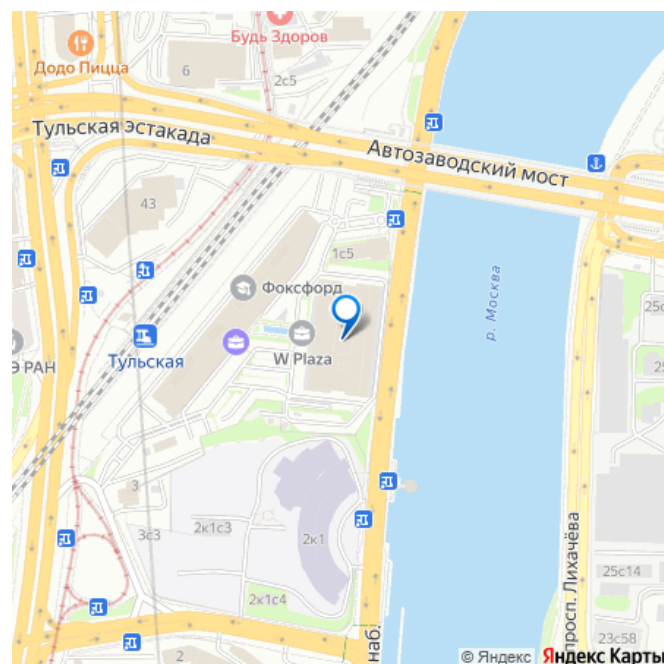 Будь Здоров
Додо Пицца
6
2с5
Тульская эстакада
Автозаводский мост
43
1с5
Фоксфорд
р. Москва
25с
Тульская
W Plaza
Э РАН
25
3
3с3
2к1с3
2к1
просп. Лихачёва
25с14
2к1с4
наб.
23с58
2
© Яндекс Яндекс Карты